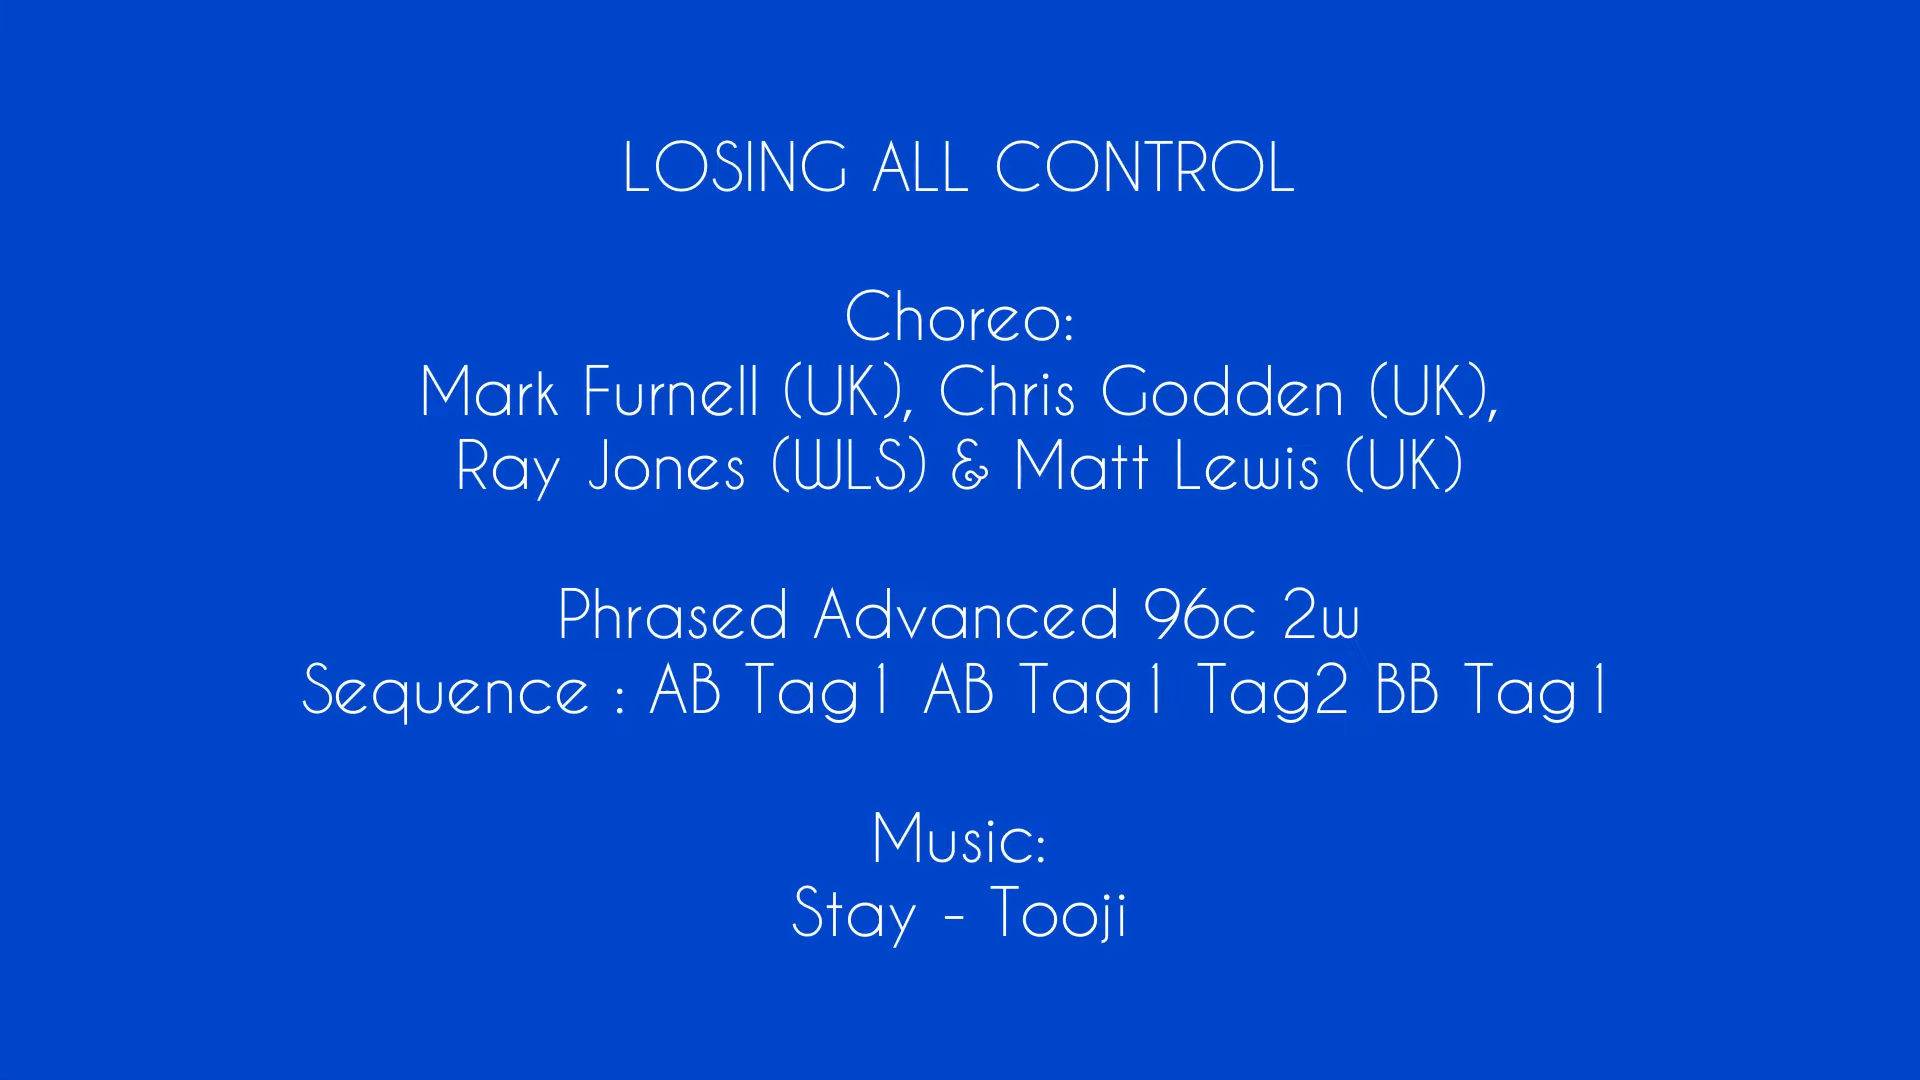 LOSING ALL CONTROL
Choreo:
Mark Furnell (UK), Chris Godden (UK),
Ray Jones (WLS) & Matt Lewis (UK)
Phrased Advanced 96c 2w
Sequence : AB Tag1 AB Tag1 Tag2 BB Tag1
Music:
Stay - Tooji